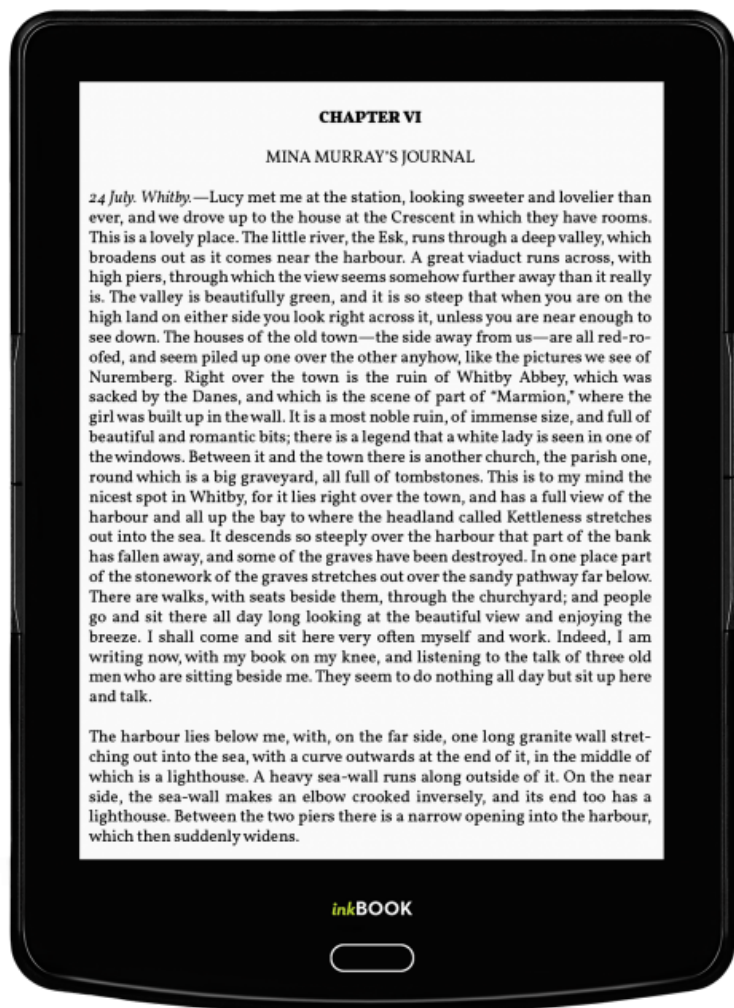 CHAPTER VI
MINA MURRAY'S JOURNAL
24 July. Whitby.—Lucy met me at the station, looking sweeter and lovelier than
ever, and we drove up to the house at the Crescent in which they have rooms.
This is a lovely place. The little river, the Esk, runs through a deep valley, which
broadens out as it comes near the harbour. A great viaduct runs across, with
high piers, through which the view seems somehow further away than it really
is. The valley is beautifully green, and it is so steep that when you are on the
high land on either side you look right across it, unless you are near enough to
see down. The houses of the old town—the side away from us—are all red-ro-
ofed, and seem piled up one over the other anyhow, like the pictures we see of
Nuremberg. Right over the town is the ruin of Whitby Abbey, which was
sacked by the Danes, and which is the scene of part of "Marmion," where the
girl was built up in the wall. It is a most noble ruin, of immense size, and full of
beautiful and romantic bits; there is a legend that a white lady is seen in one of
the windows. Between it and the town there is another church, the parish one,
round which is a big graveyard, all full of tombstones. This is to my mind the
nicest spot in Whitby, for it lies right over the town, and has a full view of the
harbour and all up the bay to where the headland called Kettleness stretches
out into the sea. It descends so steeply over the harbour that part of the bank
has fallen away, and some of the graves have been destroyed. In one place part
of the stonework of the graves stretches out over the sandy pathway far below.
There are walks, with seats beside them, through the churchyard; and people
go and sit there all day long looking at the beautiful view and enjoying the
breeze. I shall come and sit here very often myself and work. Indeed, I am
writing now, with my book on my knee, and listening to the talk of three old
men who are sitting beside me. They seem to do nothing all day but sit up here
and talk.
The harbour lies below me, with, on the far side, one long granite wall stret-
ching out into the sea, with a curve outwards at the end of it, in the middle of
which is a lighthouse. A heavy sea-wall runs along outside of it. On the near
side, the sea-wall makes an elbow crooked inversely, and its end too has a
lighthouse. Between the two piers there is a narrow opening into the harbour,
which then suddenly widens.
inkBOOK